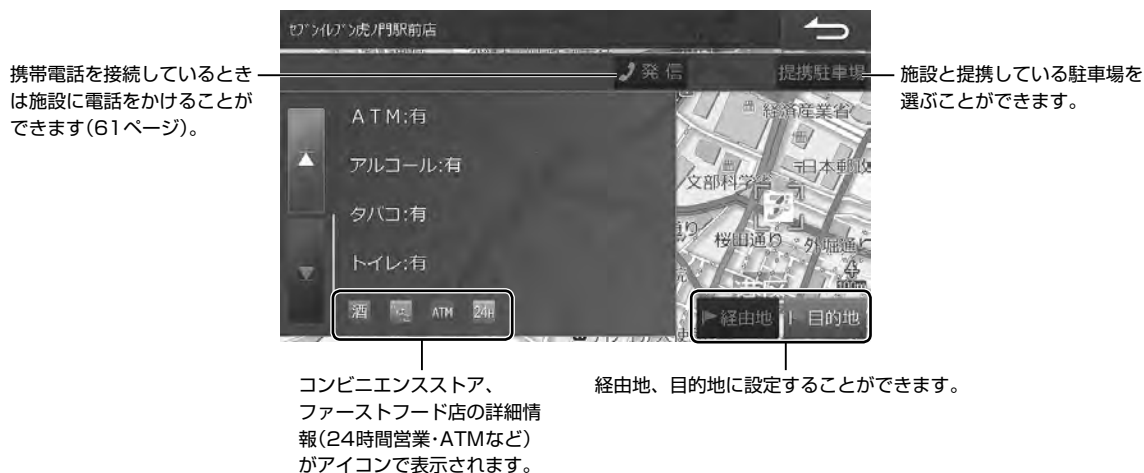 ｾﾌﾞﾝｲﾚﾌﾞﾝ虎ﾉ門駅前店
携帯電話を接続しているとき
は施設に電話をかけることが
できます(61ページ)。
発信
提携駐車場
施設と提携している駐車場を
選ぶことができます。
ATM:有
アルコール:有
タバコ:有
トイレ:有
酒
ATM
24H
経済産業省
日本郵政
文部科学
桜田通り
外堀通り
100m
港区
経由地
目的地
コンビニエンスストア、
ファーストフード店の詳細情
報(24時間営業・ATMなど)
がアイコンで表示されます。
経由地、目的地に設定することができます。